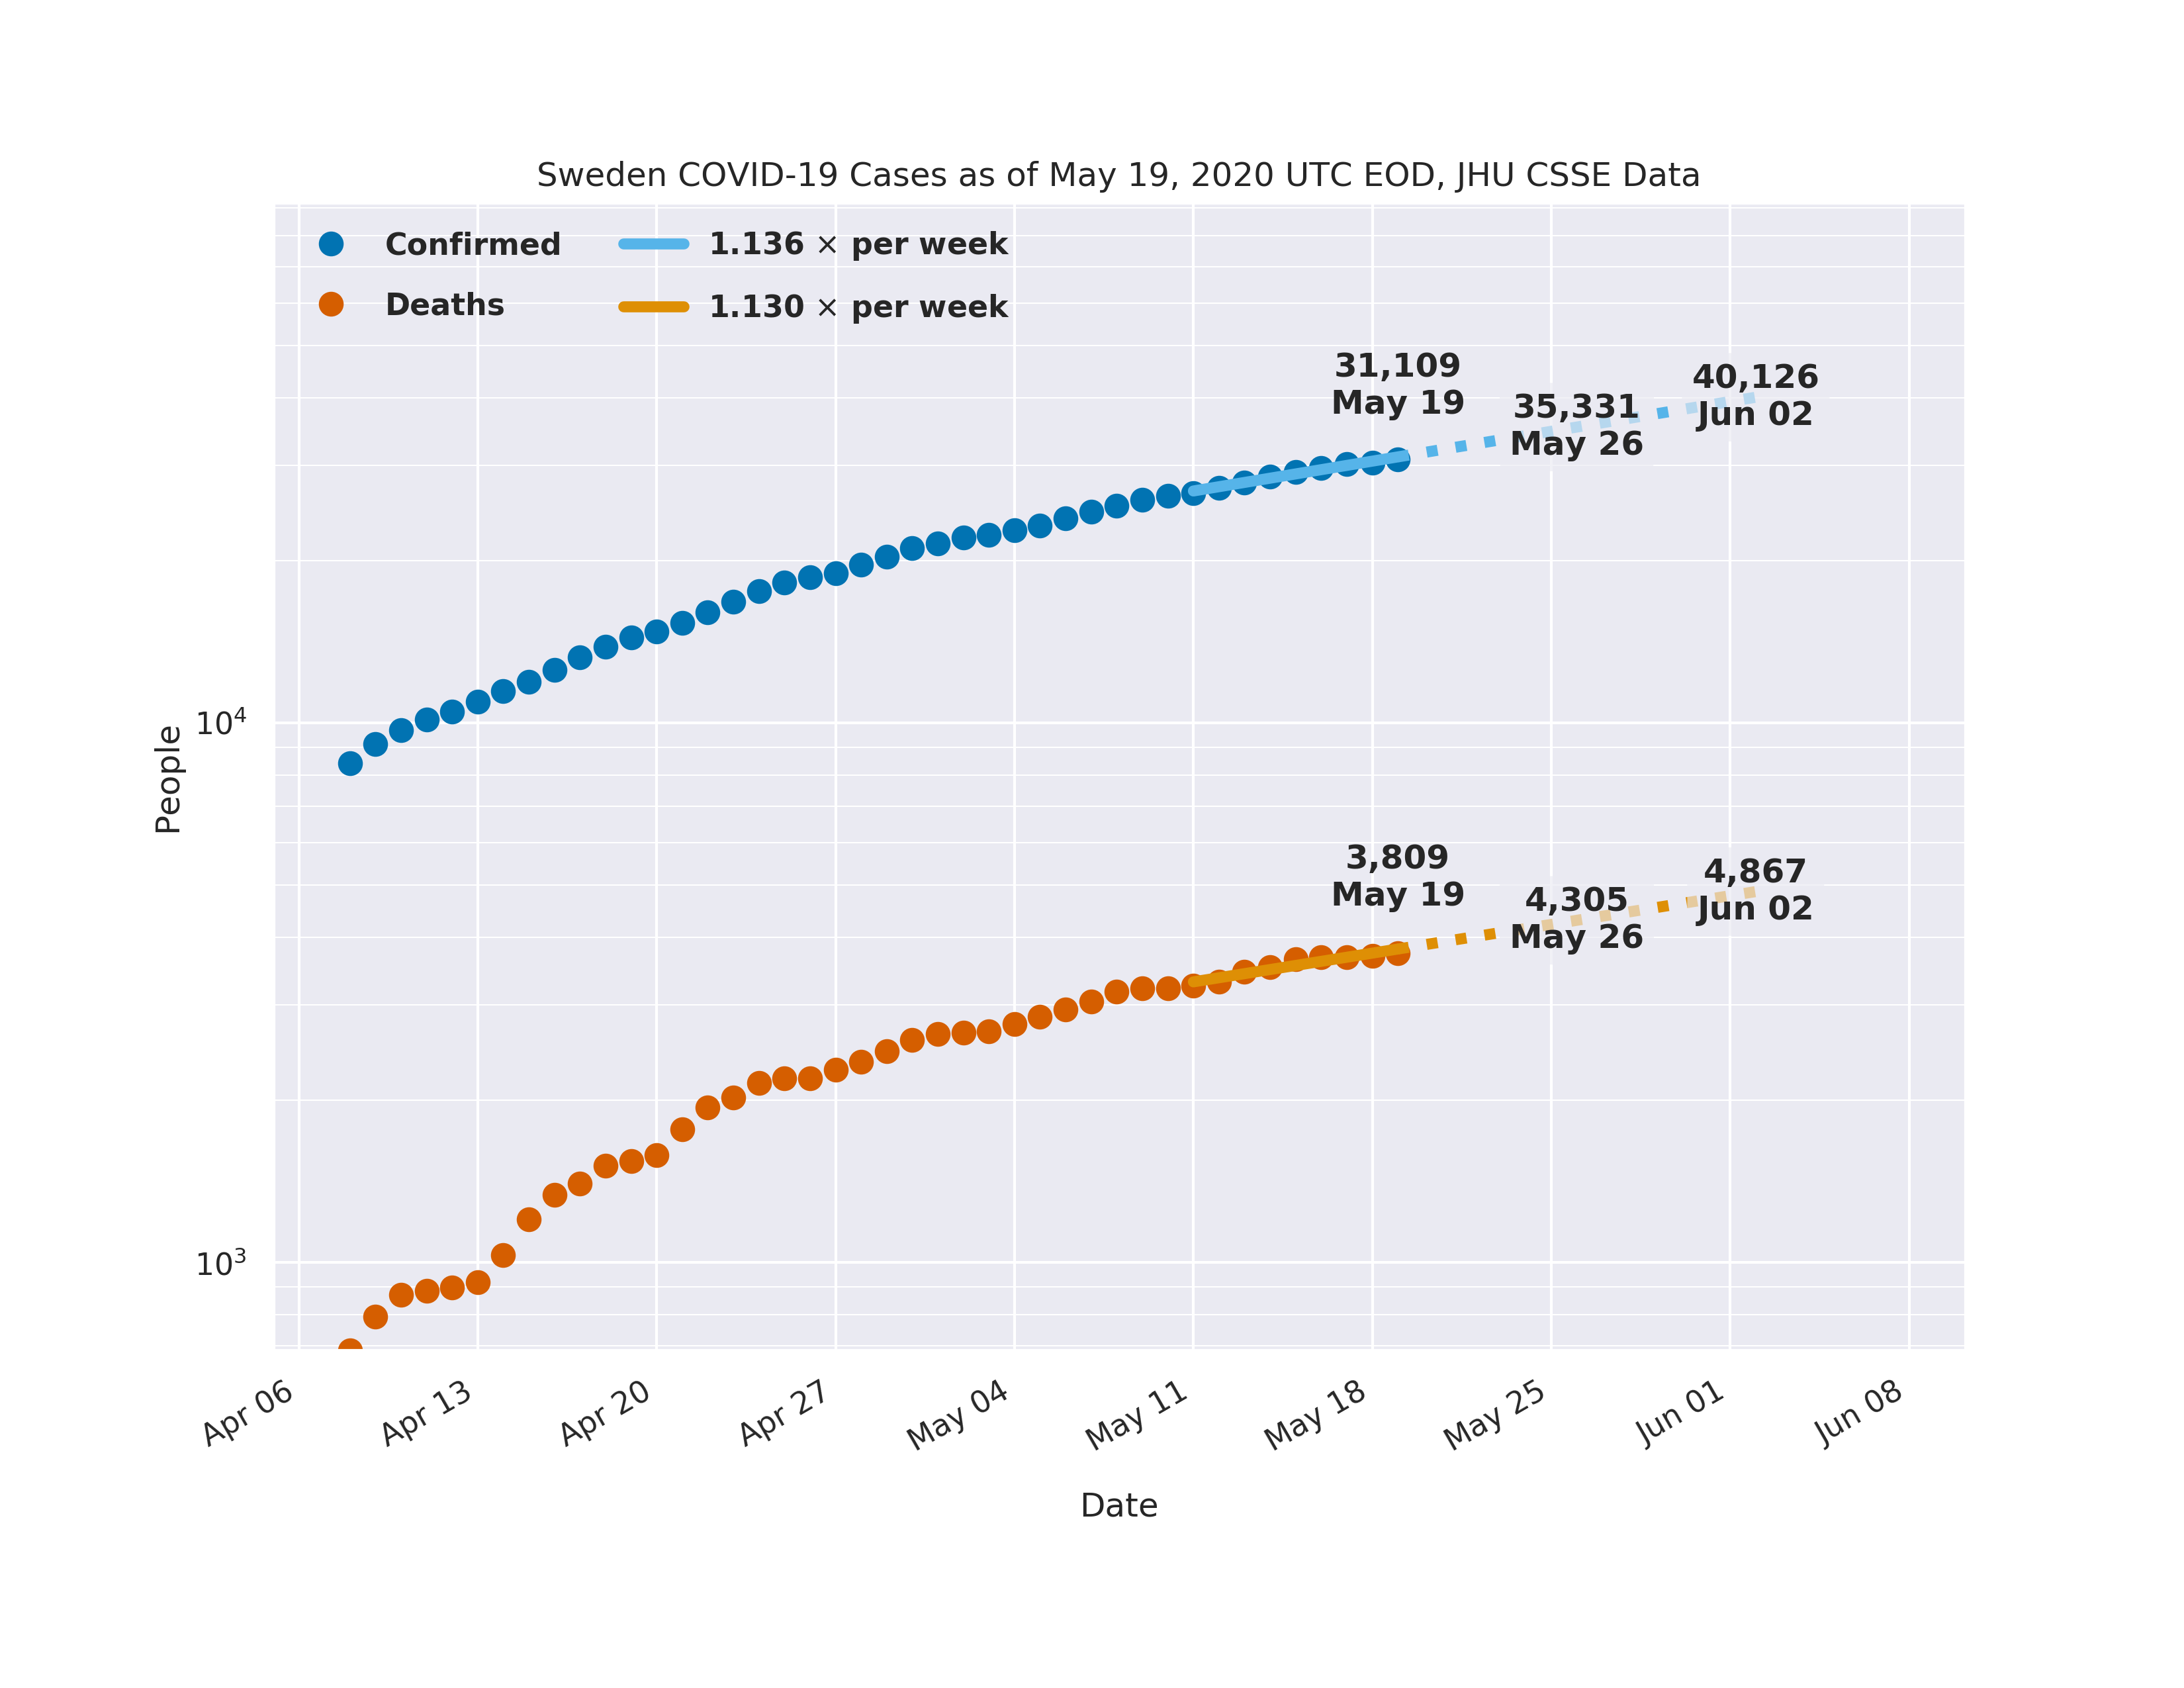 Sweden COVID-19 Cases as of May 19, 2020 UTC EOD, JHU CSSE Data
Confirmed
Deaths
1.136 × per week
1.130 × per week
31,109
May 19
35,331
May 26
40,126
Jun 02
3,809
May 19
4,305
May 26
4,867
Jun 02
People
10⁴
10³
Apr 06
Apr 13
Apr 20
Apr 27
May 04
May 11
May 18
May 25
Jun 01
Jun 08
Date